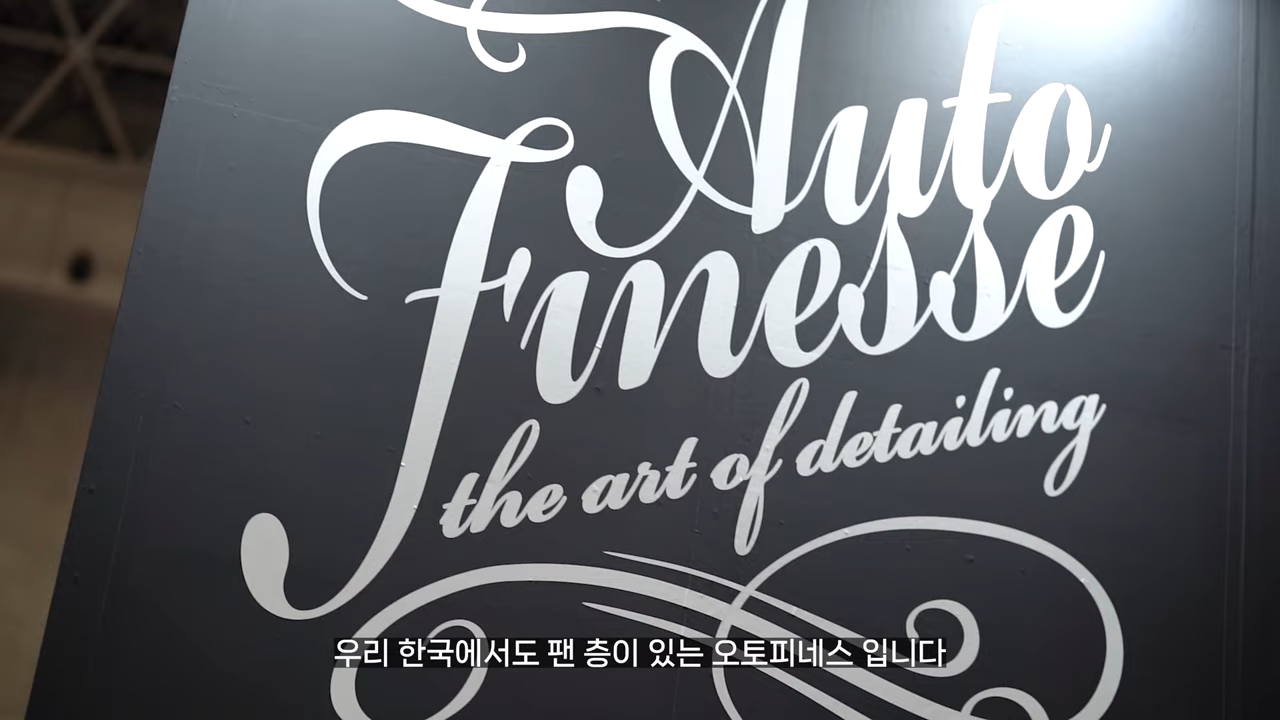 Auto
Finesse
the art of detailing
우리 한국에서도 팬 층이 있는 오토피네스 입니다